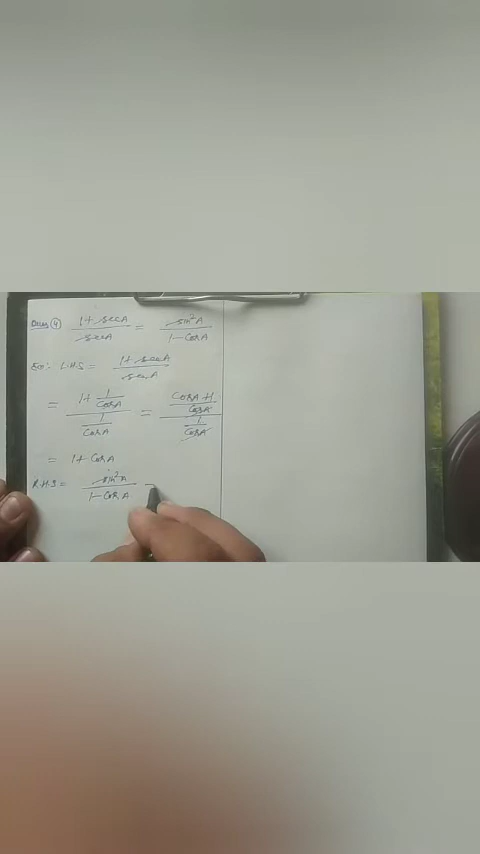 Ques ④ (1 + secA)/(secA) = (sin²A)/(1 - CosA)
Sol:- L.H.S = (1 + secA)/(secA)
= (1 + 1/CosA)/(1/CosA) = ((CosA + 1)/CosA)/(1/CosA)
= 1 + CosA
R.H.S = (sin²A)/(1 - CosA) =